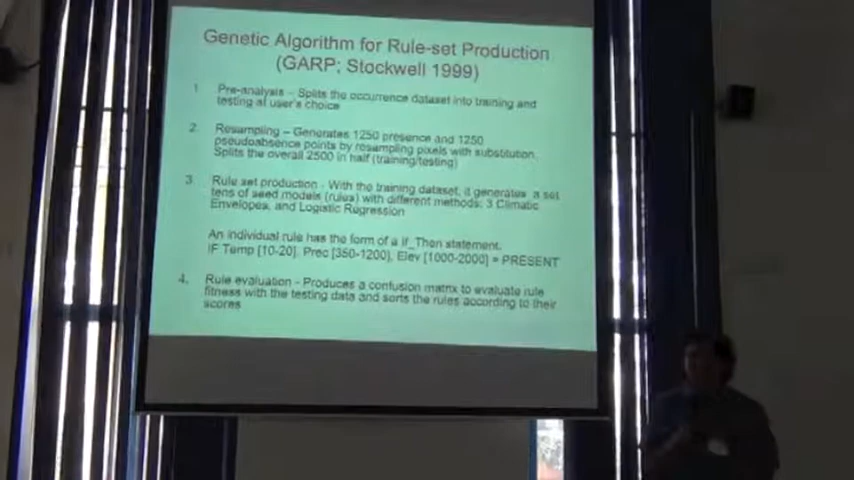 Genetic Algorithm for Rule-set Production
(GARP; Stockwell 1999)
1 Pre-analysis – Splits the occurrence dataset into training and
testing at user's choice
2. Resampling – Generates 1250 presence and 1250
pseudoabsence points by resampling pixels with substitution.
Splits the overall 2500 in half (training/testing)
3. Rule set production - With the training dataset, it generates a set
tens of seed models (rules) with different methods: 3 Climatic
Envelopes, and Logistic Regression
An individual rule has the form of a If_Then statement.
IF Temp [10-20], Prec [350-1200], Elev [1000-2000] = PRESENT
4. Rule evaluation - Produces a confusion matrix to evaluate rule
fitness with the testing data and sorts the rules according to their
scores